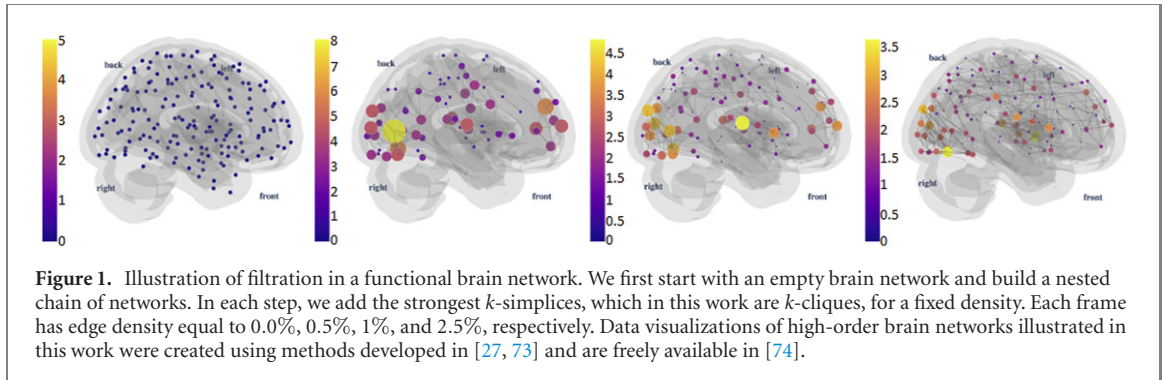 5
4
3
2
1
0
back
left
right
front
8
7
6
5
4
3
2
1
0
back
left
right
front
4.5
4
3.5
3
2.5
2
1.5
1
0.5
0
back
left
right
front
3.5
3
2.5
2
1.5
1
0.5
0
back
left
right
front
Figure 1. Illustration of filtration in a functional brain network. We first start with an empty brain network and build a nested
chain of networks. In each step, we add the strongest k-simplices, which in this work are k-cliques, for a fixed density. Each frame
has edge density equal to 0.0%, 0.5%, 1%, and 2.5%, respectively. Data visualizations of high-order brain networks illustrated in
this work were created using methods developed in [27, 73] and are freely available in [74].